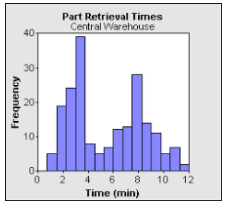 Part Retrieval Times
Central Warehouse
40
30
20
10
0
Frequency
0 2 4 6 8 10 12
Time (min)